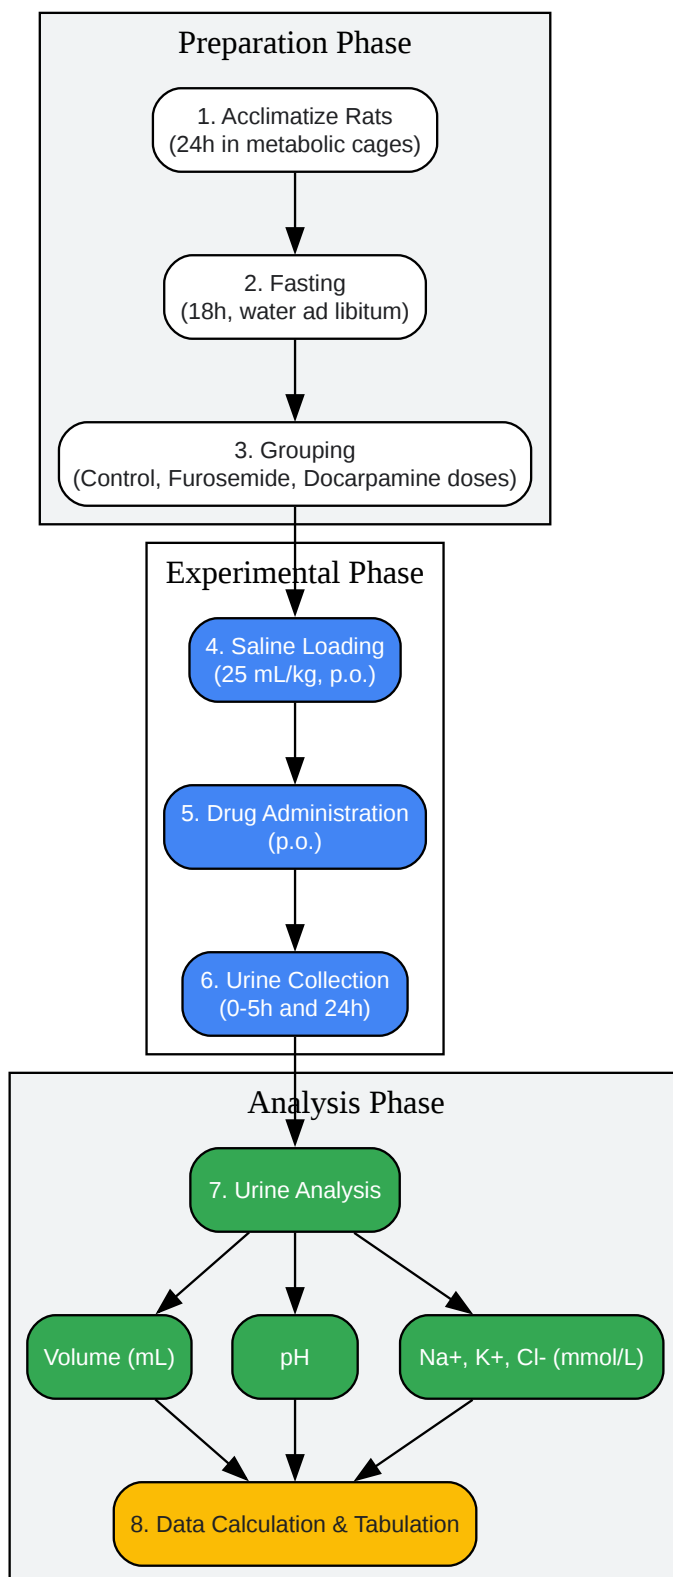 Preparation Phase
1. Acclimatize Rats
(24h in metabolic cages)
2. Fasting
(18h, water ad libitum)
3. Grouping
(Control, Furosemide, Docarpamine doses)
Experimental Phase
4. Saline Loading
(25 mL/kg, p.o.)
5. Drug Administration
(p.o.)
6. Urine Collection
(0-5h and 24h)
Analysis Phase
7. Urine Analysis
Volume (mL)
pH
Na+, K+, Cl- (mmol/L)
8. Data Calculation & Tabulation